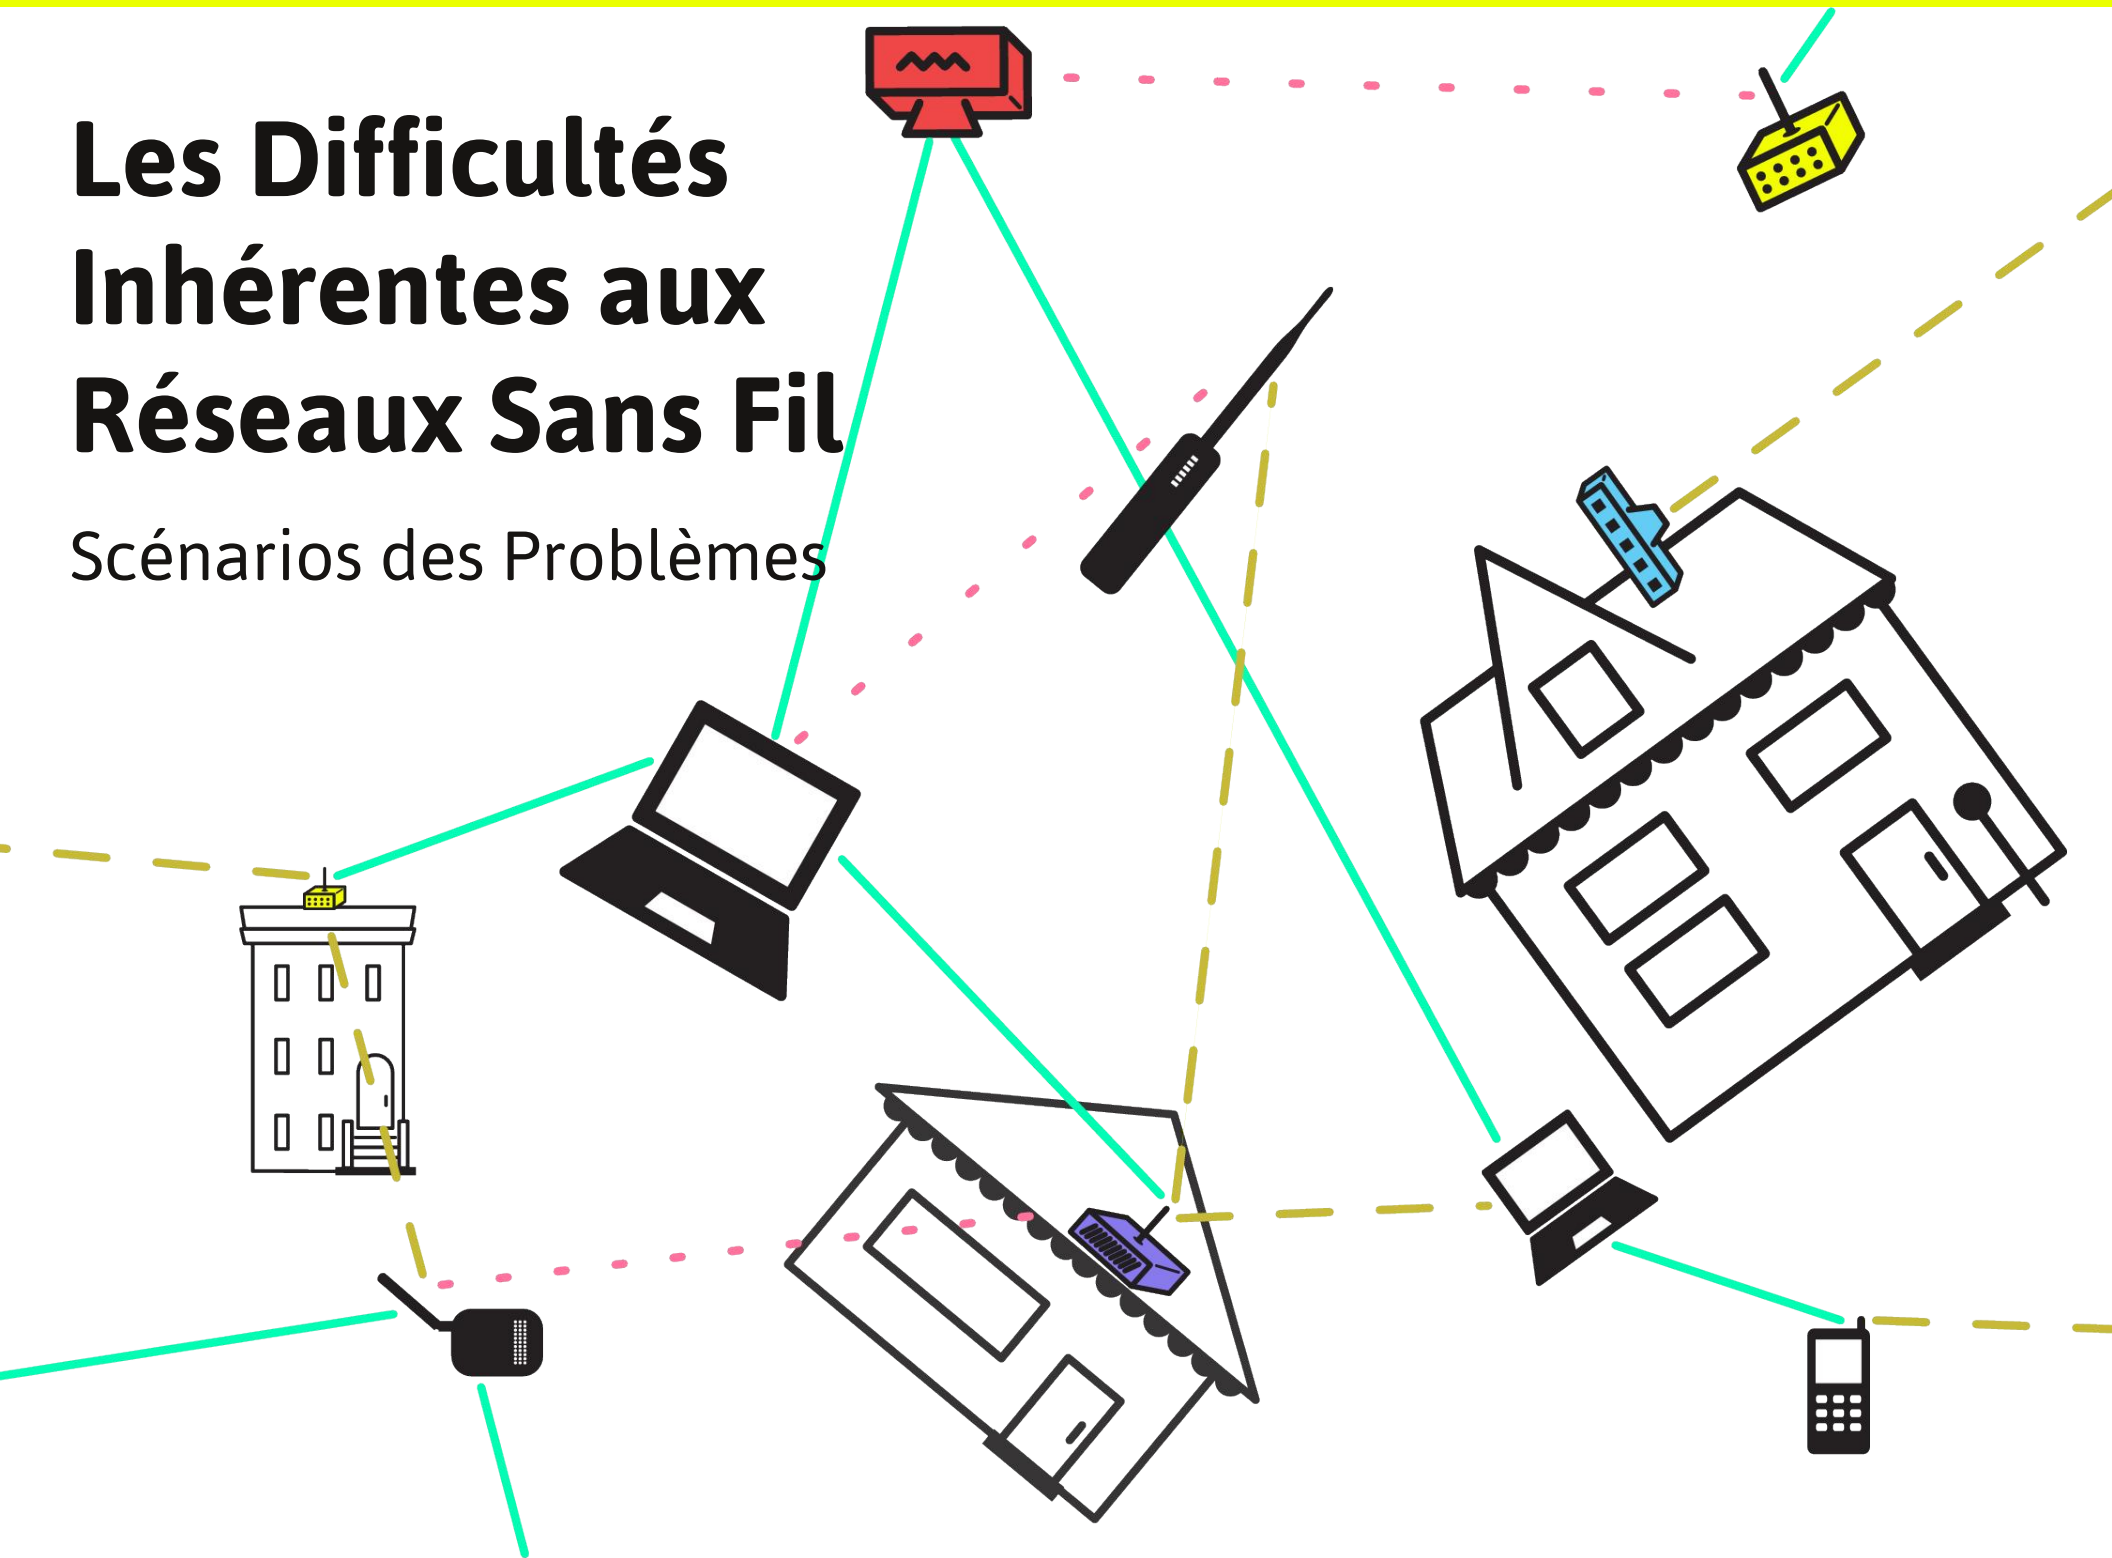 Les Difficultés
Inhérentes aux
Réseaux Sans Fil
Scénarios des Problèmes